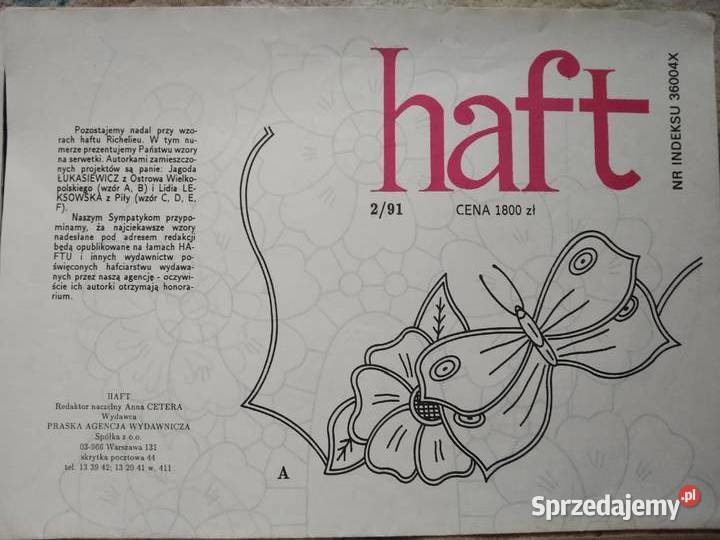 haft
2/91
CENA 1800 zł
NR INDEKSU 36004X
Pozostajemy nadal przy wzo-
rach haftu Richelieu. W tym nu-
merze prezentujemy Państwu wzory
na serwetki. Autorkami zamieszczo-
nych projektów są panie: Jagoda
ŁUKASIEWICZ z Ostrowa Wielko-
polskiego (wzór A, B) i Lidia LE-
KSOWSKA z Piły (wzór C, D, E,
F).
Naszym Sympatykom przypo-
minamy, ża najciekawsze wzory
nadesłane pod adresem redakcji
będą opublikowane na łamach HA-
FTU i innych wydawnictw po-
święconych hafciarstwu wydawa-
nych przez naszą agencję - oczywi-
ście ich autorki otrzymają honora-
rium.
HAFT
Redaktor naczelny Anna CETERA
Wydawca
PRASKA AGENCJA WYDAWNICZA
Spółka z o.o.
03-966 Warszawa 131
skrytka pocztowa 44
tel. 13 39 42; 13 20 41 w. 411
A
Sprzedajemy.pl